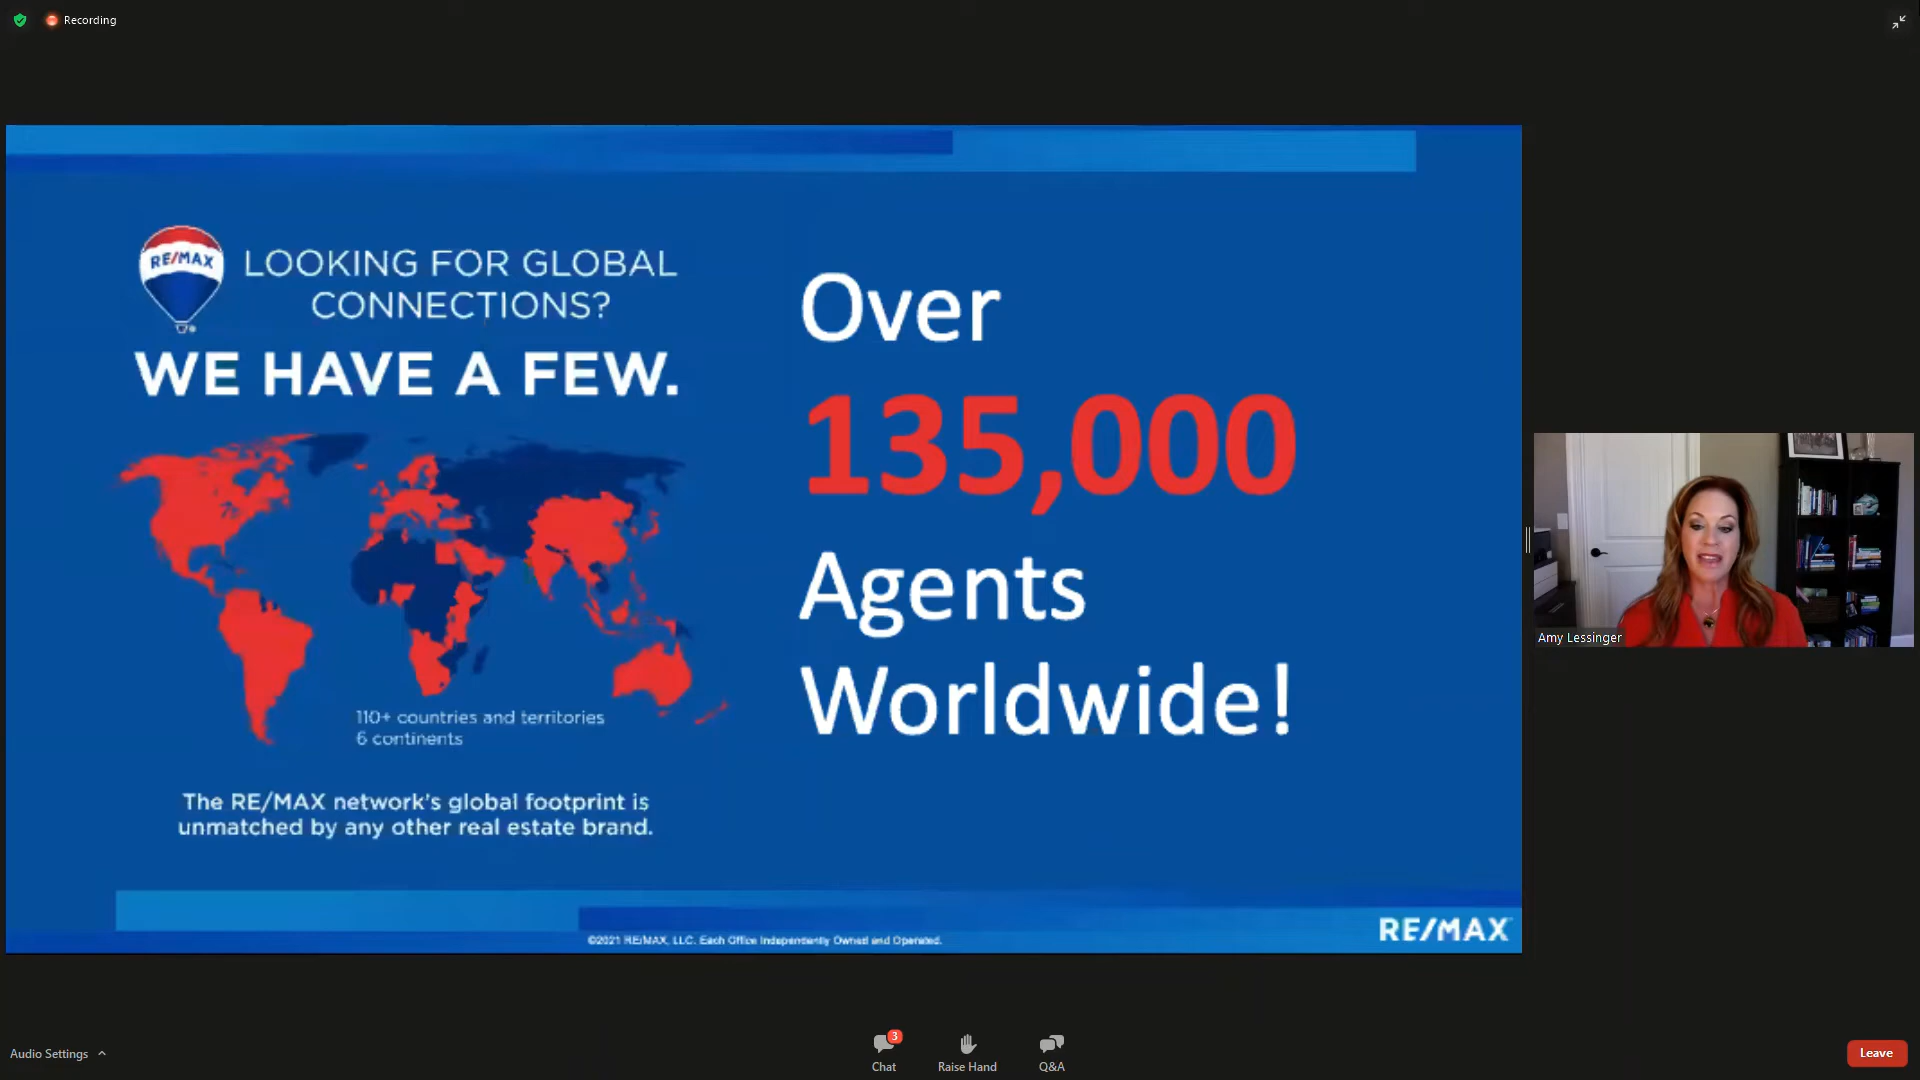 Recording
RE/MAX
LOOKING FOR GLOBAL
CONNECTIONS?
WE HAVE A FEW.
110+ countries and territories
6 continents
The RE/MAX network's global footprint is
unmatched by any other real estate brand.
Over
135,000
Agents
Worldwide!
©2021 RE/MAX, LLC. Each Office Independently Owned and Operated.
RE/MAX
Amy Lessinger
Audio Settings
3
Chat
Raise Hand
Q&A
Leave